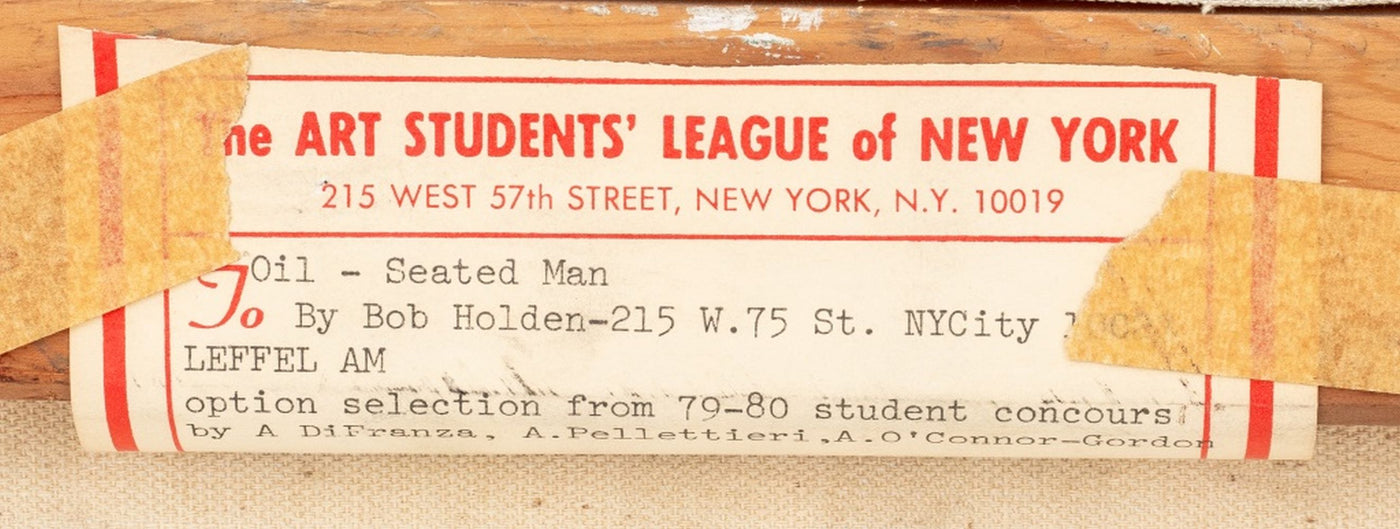 The ART STUDENTS' LEAGUE of NEW YORK
215 WEST 57th STREET, NEW YORK, N.Y. 10019
Oil - Seated Man
To By Bob Holden-215 W.75 St. NYCity
LEFFEL AM
option selection from 79-80 student concours
by A DiFranza, A.Pellettieri,A.O'Connor-Gordon